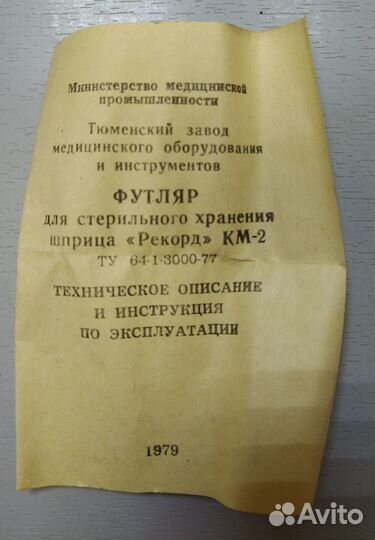 Министерство медицинской
промышленности
Тюменский завод
медицинского оборудования
и инструментов
ФУТЛЯР
для стерильного хранения
шприца «Рекорд» КМ-2
ТУ 64-1-3000-77
ТЕХНИЧЕСКОЕ ОПИСАНИЕ
И ИНСТРУКЦИЯ
ПО ЭКСПЛУАТАЦИИ
1979
Avito